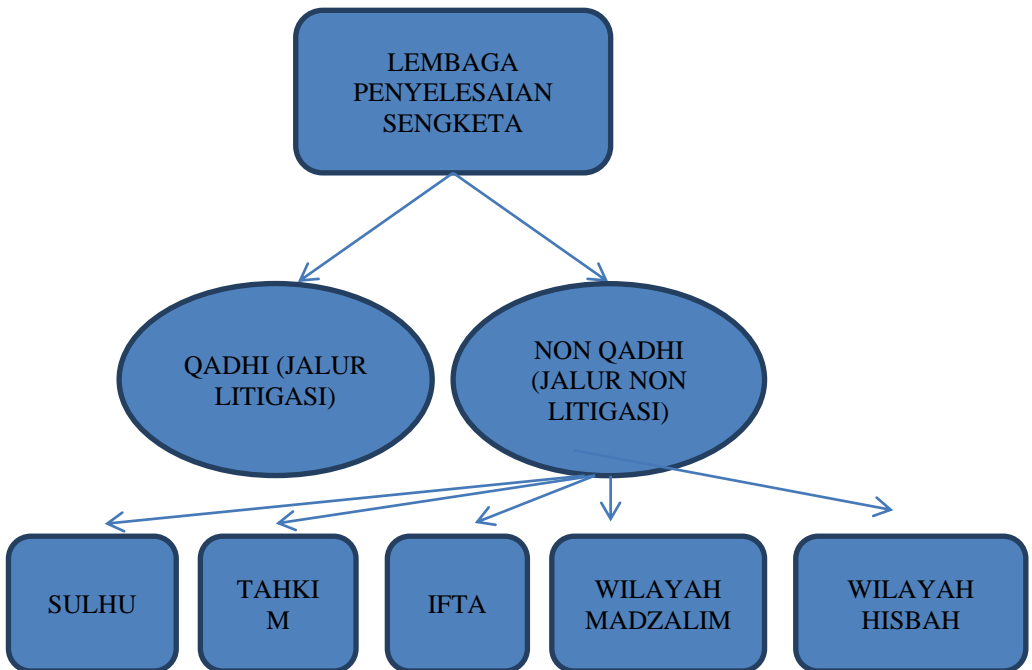 LEMBAGA
PENYELESAIAN
SENGKETA
QADHI (JALUR
LITIGASI)
NON QADHI
(JALUR NON
LITIGASI)
SULHU
TAHKI
M
IFTA
WILAYAH
MADZALIM
WILAYAH
HISBAH